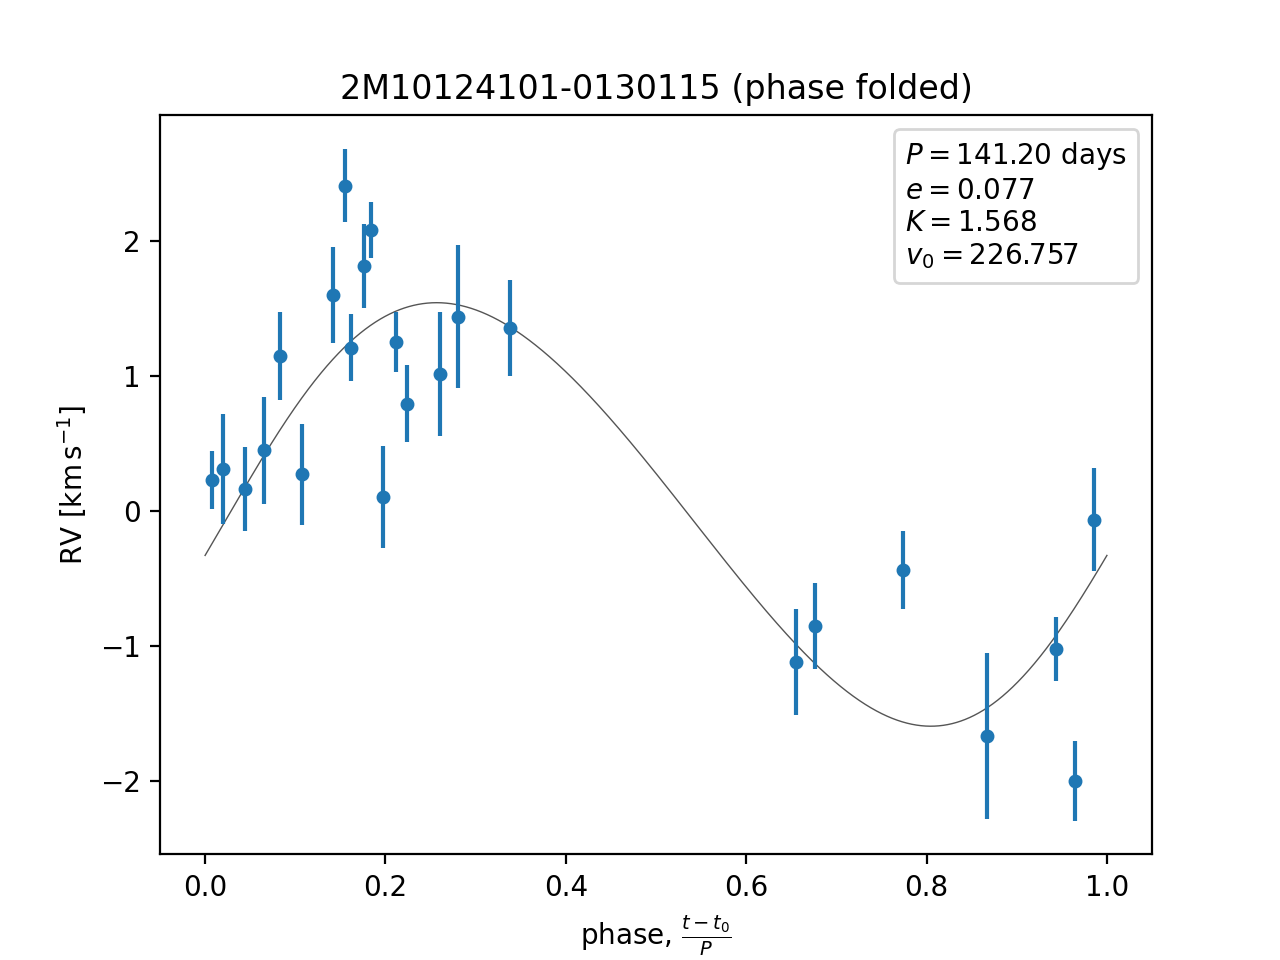 2M10124101-0130115 (phase folded)
P = 141.20 days
e = 0.077
K = 1.568
v₀ = 226.757
RV [km s⁻¹]
2
1
0
−1
−2
0.0 0.2 0.4 0.6 0.8 1.0
phase, (t − t₀)/P